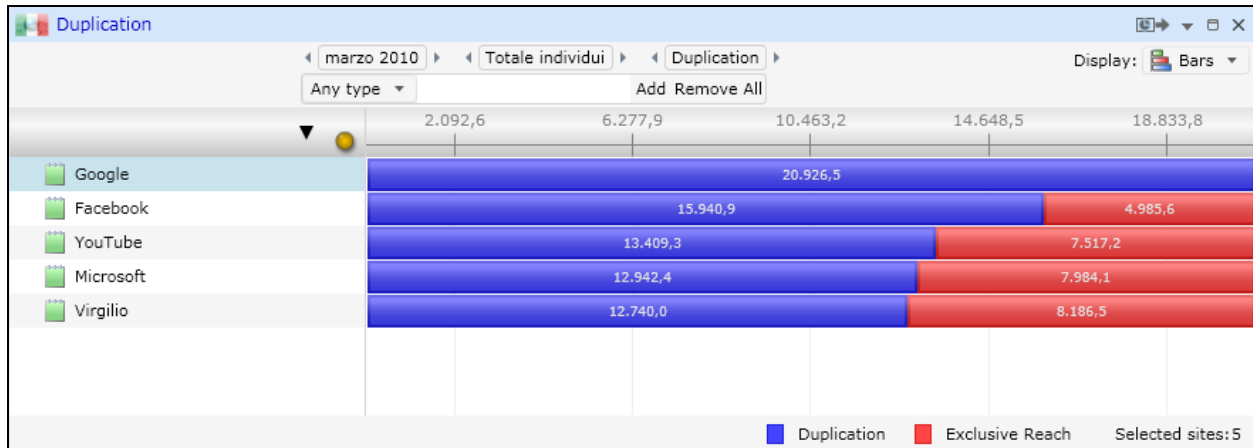 Duplication
marzo 2010 Totale individui Duplication Display: Bars
Any type Add Remove All
2.092,6 6.277,9 10.463,2 14.648,5 18.833,8
Google 20.926,5
Facebook 15.940,9 4.985,6
YouTube 13.409,3 7.517,2
Microsoft 12.942,4 7.984,1
Virgilio 12.740,0 8.186,5
Duplication Exclusive Reach Selected sites: 5